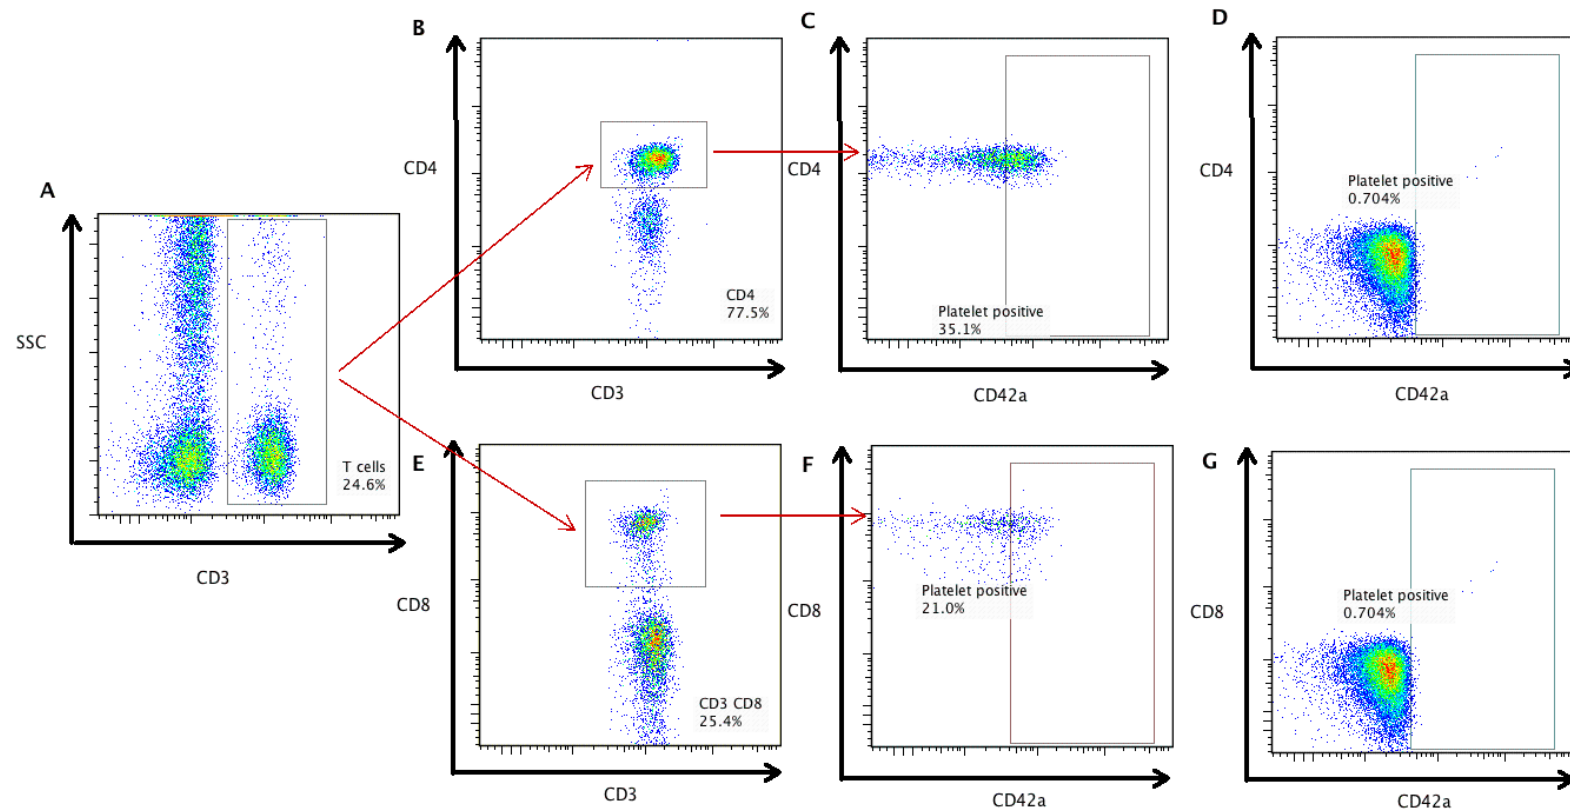 A
SSC
T cells
24.6%
CD3
B
CD4
CD4
77.5%
CD3
C
CD4
Platelet positive
35.1%
CD42a
D
CD4
Platelet positive
0.704%
CD42a
E
CD8
CD3 CD8
25.4%
CD3
F
CD8
Platelet positive
21.0%
CD42a
G
CD8
Platelet positive
0.704%
CD42a